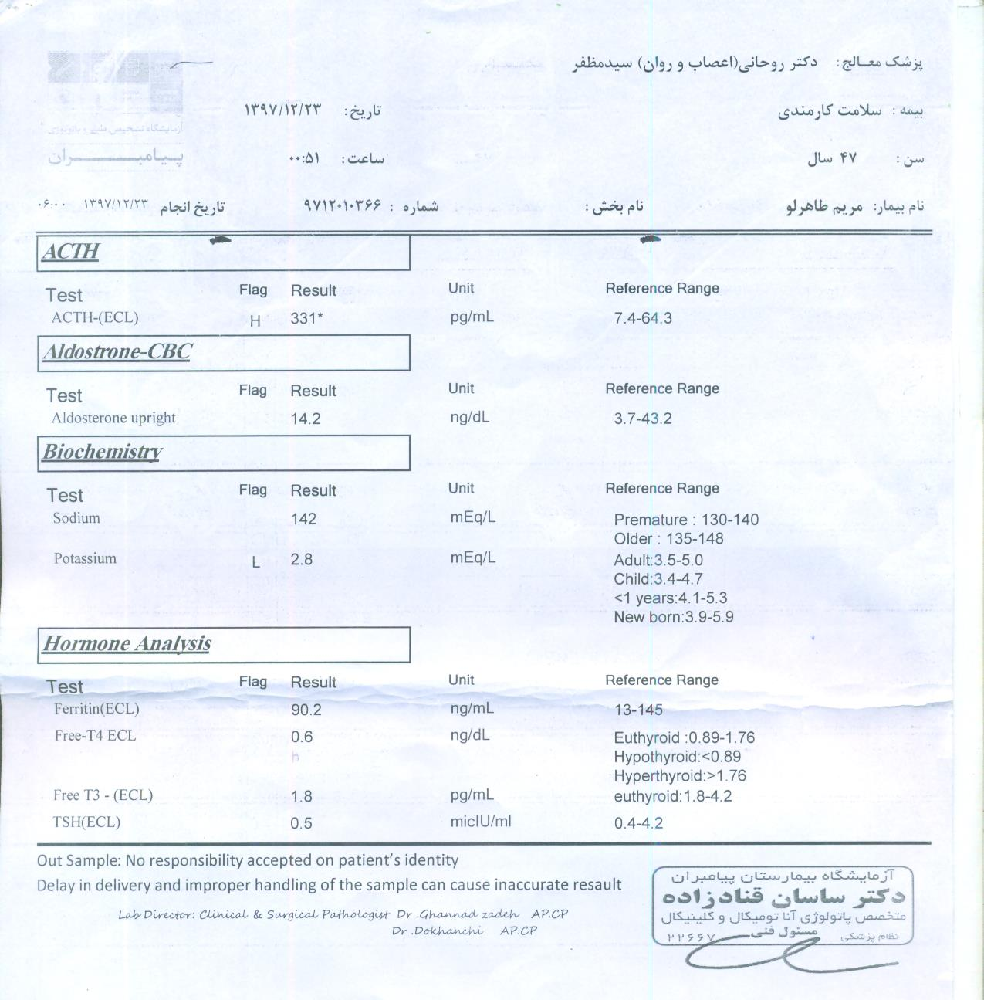 پزشک معالج: دکتر روحانی(اعصاب و روان) سیدمظفر
بیمه : سلامت کارمندی تاریخ: ۱۳۹۷/۱۲/۲۳
آزمایشگاه تشخیص طبی و پاتولوژی
پیامبران
سن : ۴۷ سال ساعت: ۰۰:۵۱
نام بیمار: مریم طاهرلو نام بخش: شماره : ۹۷۱۲۰۱۰۳۶۶ تاریخ انجام ۱۳۹۷/۱۲/۲۳ ۰۶:۰۰
ACTH
Test Flag Result Unit Reference Range
ACTH-(ECL) H 331* pg/mL 7.4-64.3
Aldostrone-CBC
Test Flag Result Unit Reference Range
Aldosterone upright 14.2 ng/dL 3.7-43.2
Biochemistry
Test Flag Result Unit Reference Range
Sodium 142 mEq/L Premature : 130-140
Older : 135-148
Potassium L 2.8 mEq/L Adult:3.5-5.0
Child:3.4-4.7
<1 years:4.1-5.3
New born:3.9-5.9
Hormone Analysis
Test Flag Result Unit Reference Range
Ferritin(ECL) 90.2 ng/mL 13-145
Free-T4 ECL 0.6 ng/dL Euthyroid :0.89-1.76
h Hypothyroid:<0.89
Hyperthyroid:>1.76
Free T3 - (ECL) 1.8 pg/mL euthyroid:1.8-4.2
TSH(ECL) 0.5 micIU/ml 0.4-4.2
Out Sample: No responsibility accepted on patient's identity
Delay in delivery and improper handling of the sample can cause inaccurate resault
Lab Director: Clinical & Surgical Pathologist Dr .Ghannad zadeh AP.CP
Dr .Dokhanchi AP.CP
آزمایشگاه بیمارستان پیامبران
دکتر ساسان قنادزاده
متخصص پاتولوژی آناتومیکال و کلینیکال
مسئول فنی
نظام پزشکی ۲۲۶۶۷